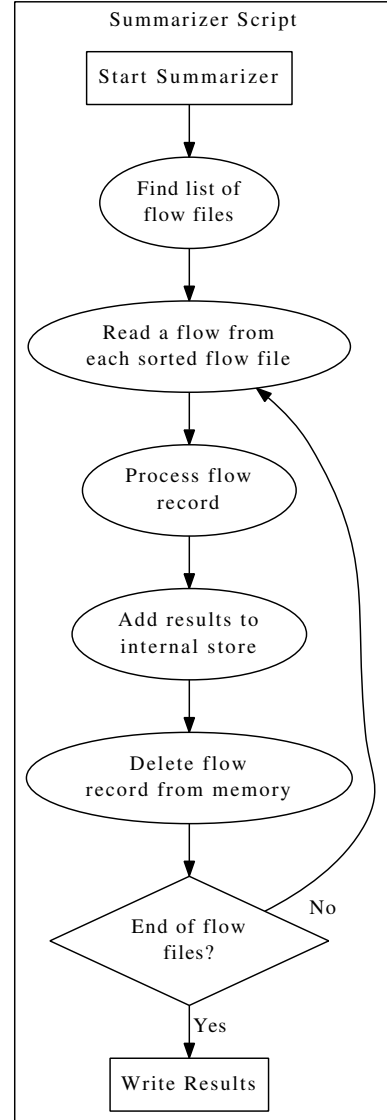 Summarizer Script
Start Summarizer
Find list of
flow files
Read a flow from
each sorted flow file
Process flow
record
Add results to
internal store
Delete flow
record from memory
End of flow
files?
No
Yes
Write Results